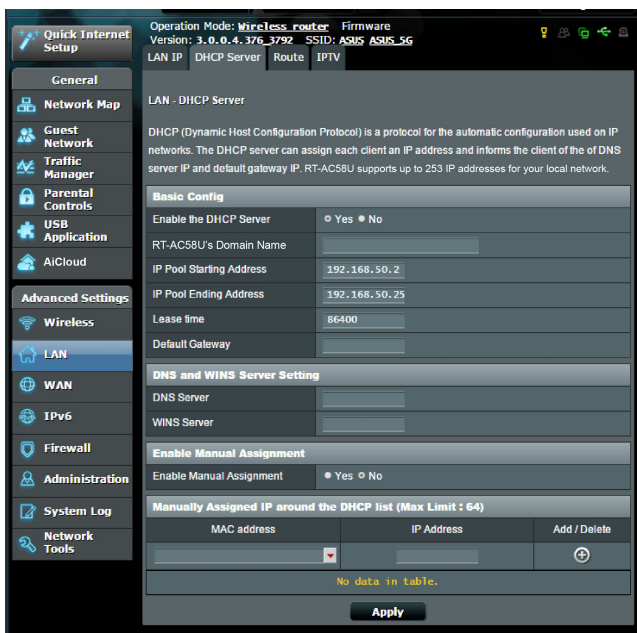 Quick Internet
Setup
General
Network Map
Guest
Network
Traffic
Manager
Parental
Controls
USB
Application
AiCloud
Advanced Settings
Wireless
LAN
WAN
IPv6
Firewall
Administration
System Log
Network
Tools
Operation Mode: Wireless router Firmware
Version: 3.0.0.4.376_3792 SSID: ASUS ASUS_5G
LAN IP DHCP Server Route IPTV
LAN - DHCP Server
DHCP (Dynamic Host Configuration Protocol) is a protocol for the automatic configuration used on IP
networks. The DHCP server can assign each client an IP address and informs the client of the of DNS
server IP and default gateway IP. RT-AC58U supports up to 253 IP addresses for your local network.
Basic Config
Enable the DHCP Server Yes No
RT-AC58U's Domain Name
IP Pool Starting Address 192.168.50.2
IP Pool Ending Address 192.168.50.25
Lease time 86400
Default Gateway
DNS and WINS Server Setting
DNS Server
WINS Server
Enable Manual Assignment
Enable Manual Assignment Yes No
Manually Assigned IP around the DHCP list (Max Limit : 64)
MAC address IP Address Add / Delete
No data in table.
Apply